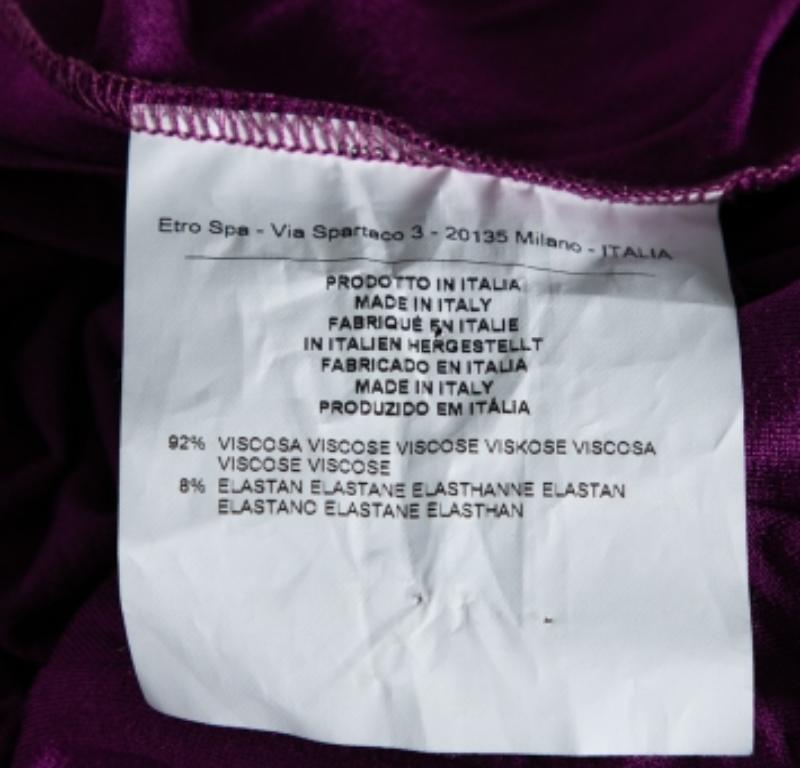 Etro Spa - Via Spartaco 3 - 20135 Milano - ITALIA
PRODOTTO IN ITALIA
MADE IN ITALY
FABRIQUÉ EN ITALIE
IN ITALIEN HERGESTELLT
FABRICADO EN ITALIA
MADE IN ITALY
PRODUZIDO EM ITÁLIA
92% VISCOSA VISCOSE VISCOSE VISKOSE VISCOSA
VISCOSE VISCOSE
8% ELASTAN ELASTANE ELASTHANNE ELASTAN
ELASTANO ELASTANE ELASTHAN